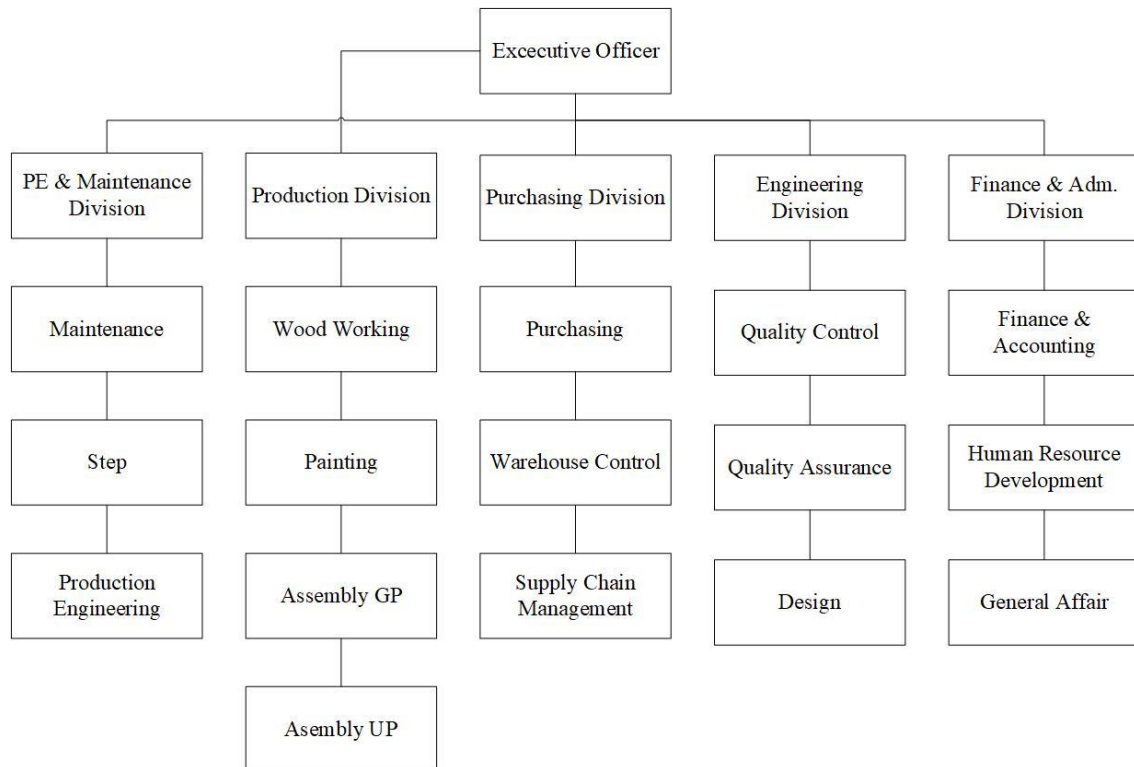 Excecutive Officer
PE & Maintenance
Division
Production Division
Purchasing Division
Engineering
Division
Finance & Adm.
Division
Maintenance
Wood Working
Purchasing
Quality Control
Finance &
Accounting
Step
Painting
Warehouse Control
Quality Assurance
Human Resource
Development
Production
Engineering
Assembly GP
Supply Chain
Management
Design
General Affair
Asembly UP